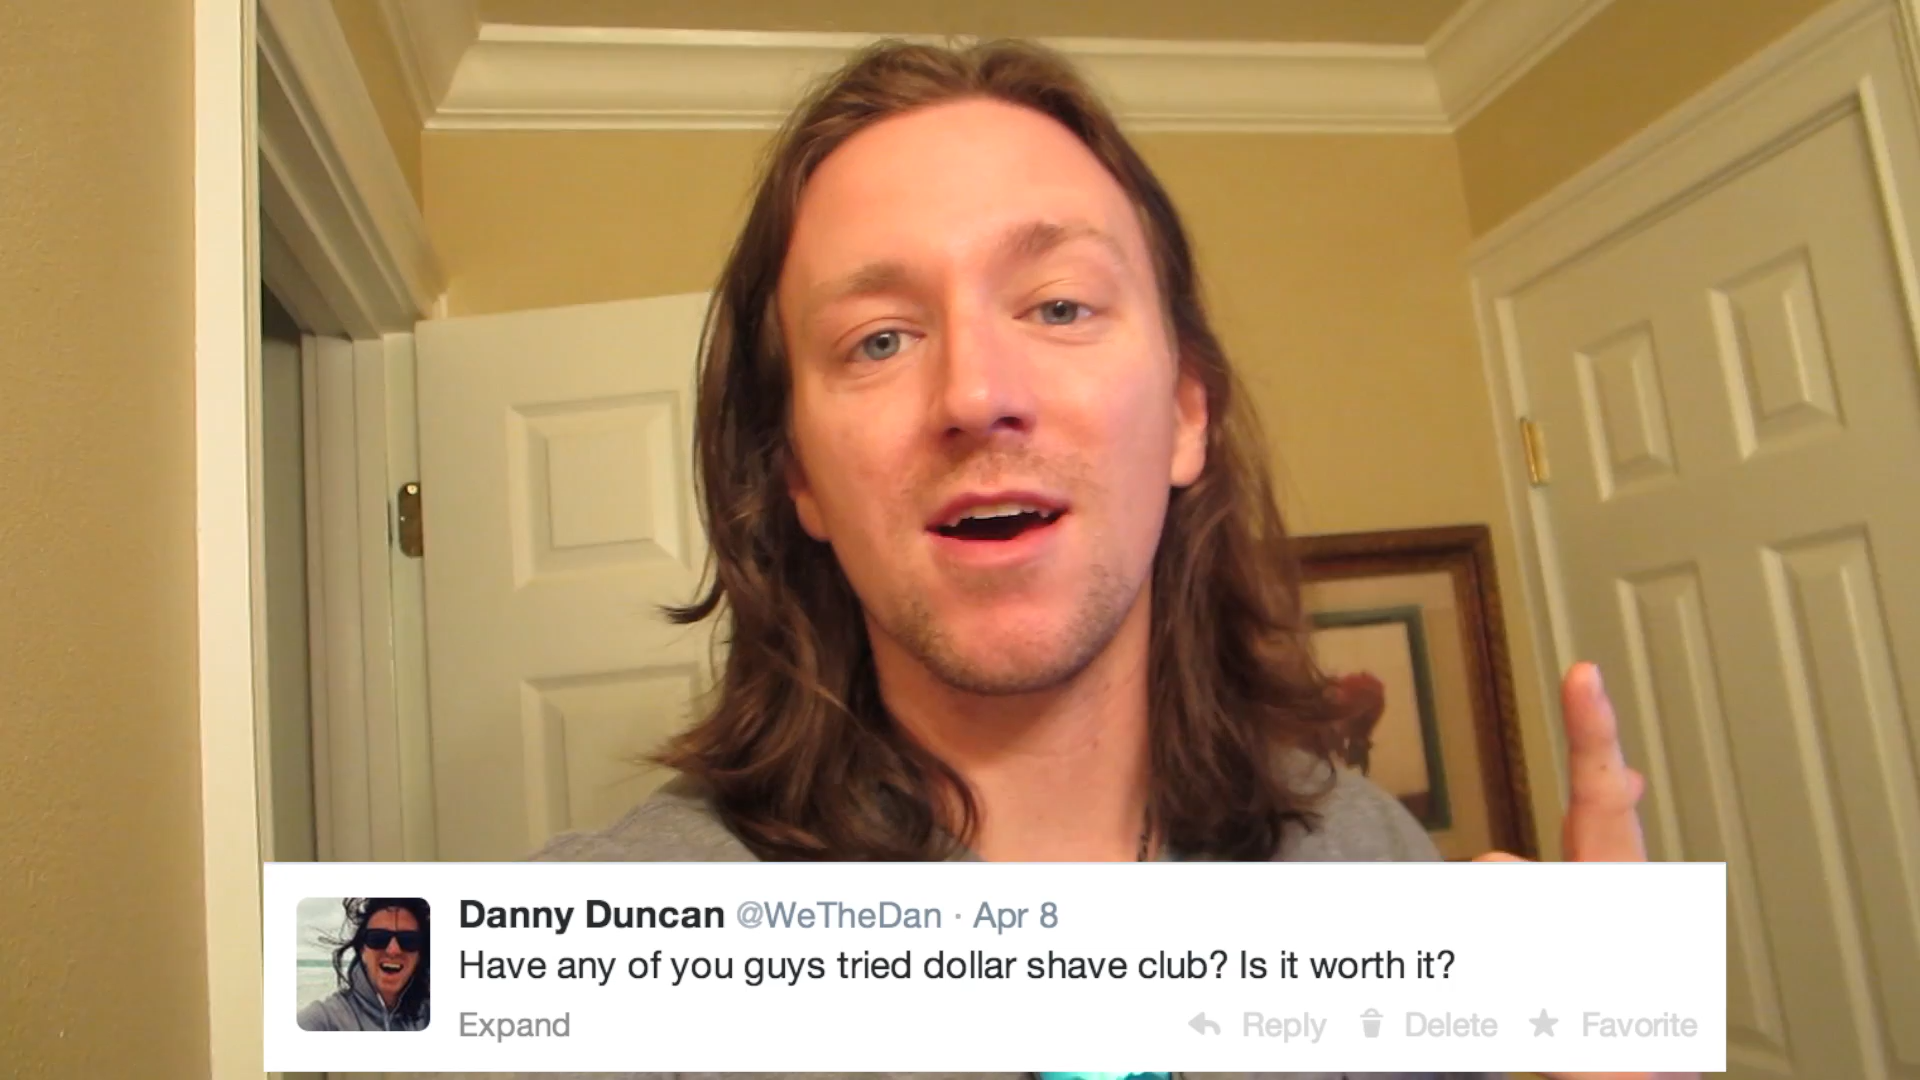 Danny Duncan @WeTheDan · Apr 8
Have any of you guys tried dollar shave club? Is it worth it?
Expand Reply Delete Favorite